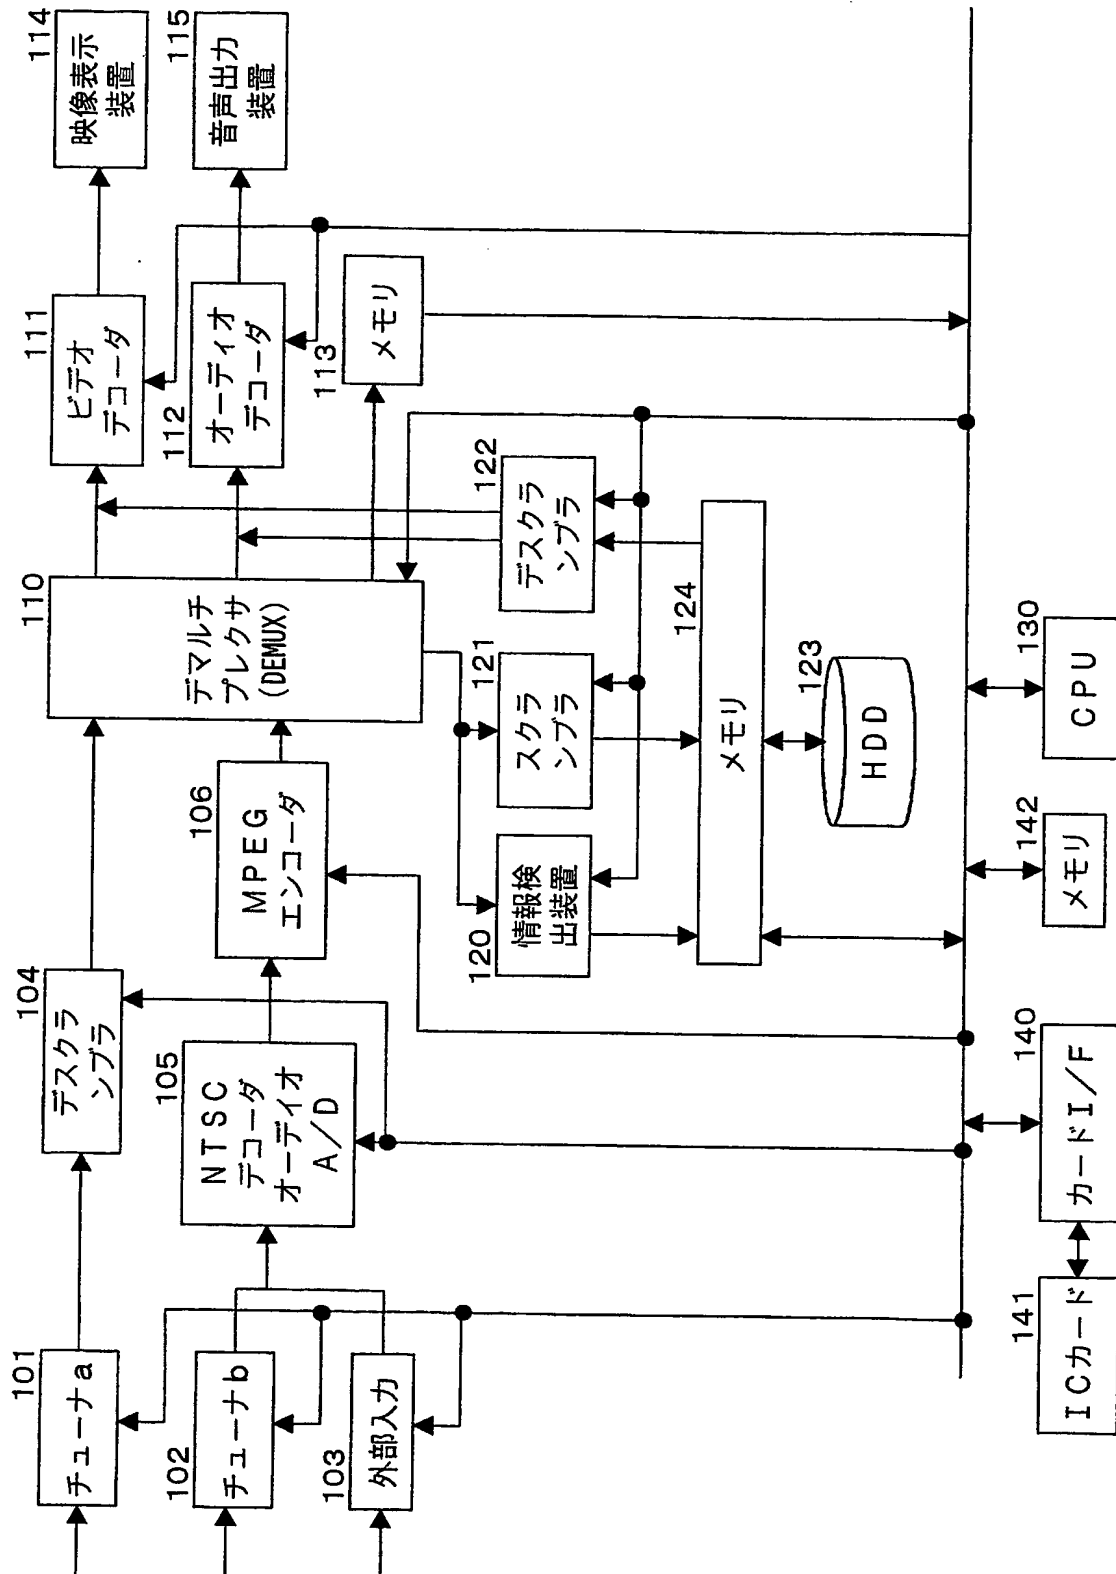 101
チューナa
102
チューナb
103
外部入力
104
デスクラ
ンブラ
105
NTSC
デコーダ
オーディオ
A/D
106
MPEG
エンコーダ
110
デマルチ
プレクサ
(DEMUX)
111
ビデオ
デコーダ
112
オーディオ
デコーダ
113
メモリ
114
映像表示
装置
115
音声出力
装置
120
情報検
出装置
121
スクラ
ンブラ
122
デスクラ
ンブラ
124
メモリ
123
HDD
141
ICカード
140
カードI/F
142
メモリ
130
CPU